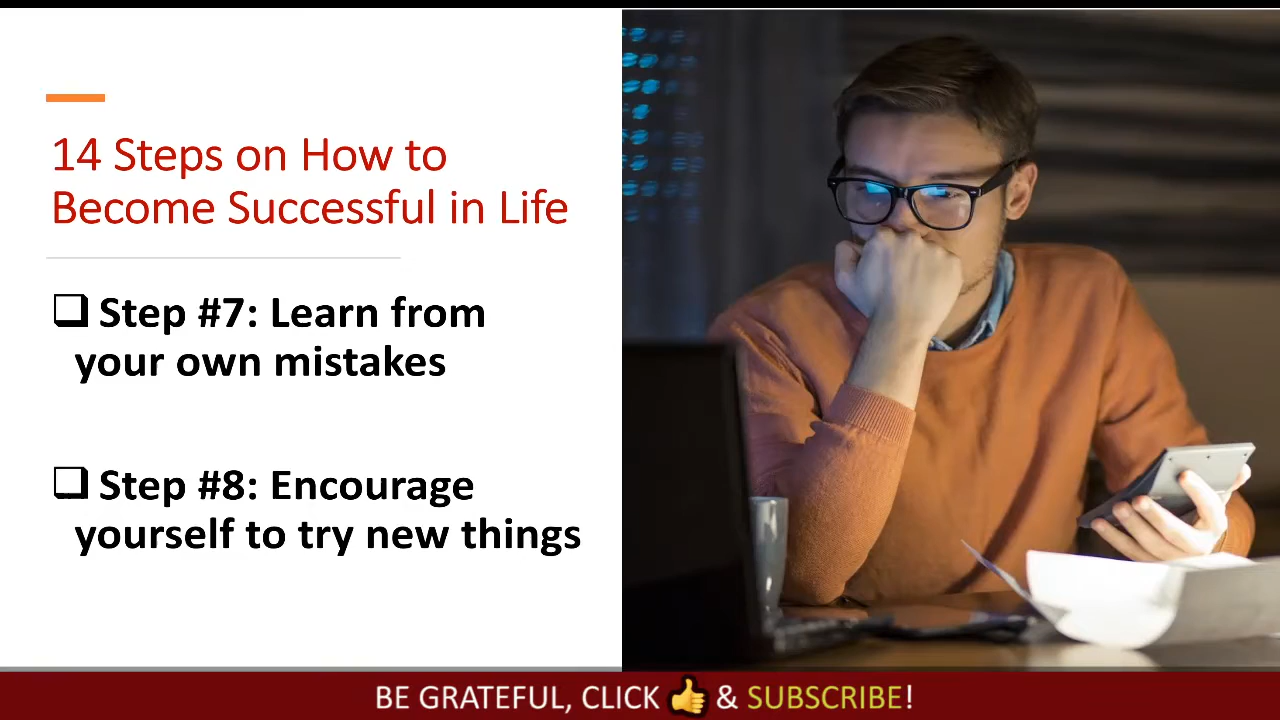 14 Steps on How to
Become Successful in Life
❑ Step #7: Learn from
your own mistakes
❑ Step #8: Encourage
yourself to try new things
BE GRATEFUL, CLICK 👍 & SUBSCRIBE!